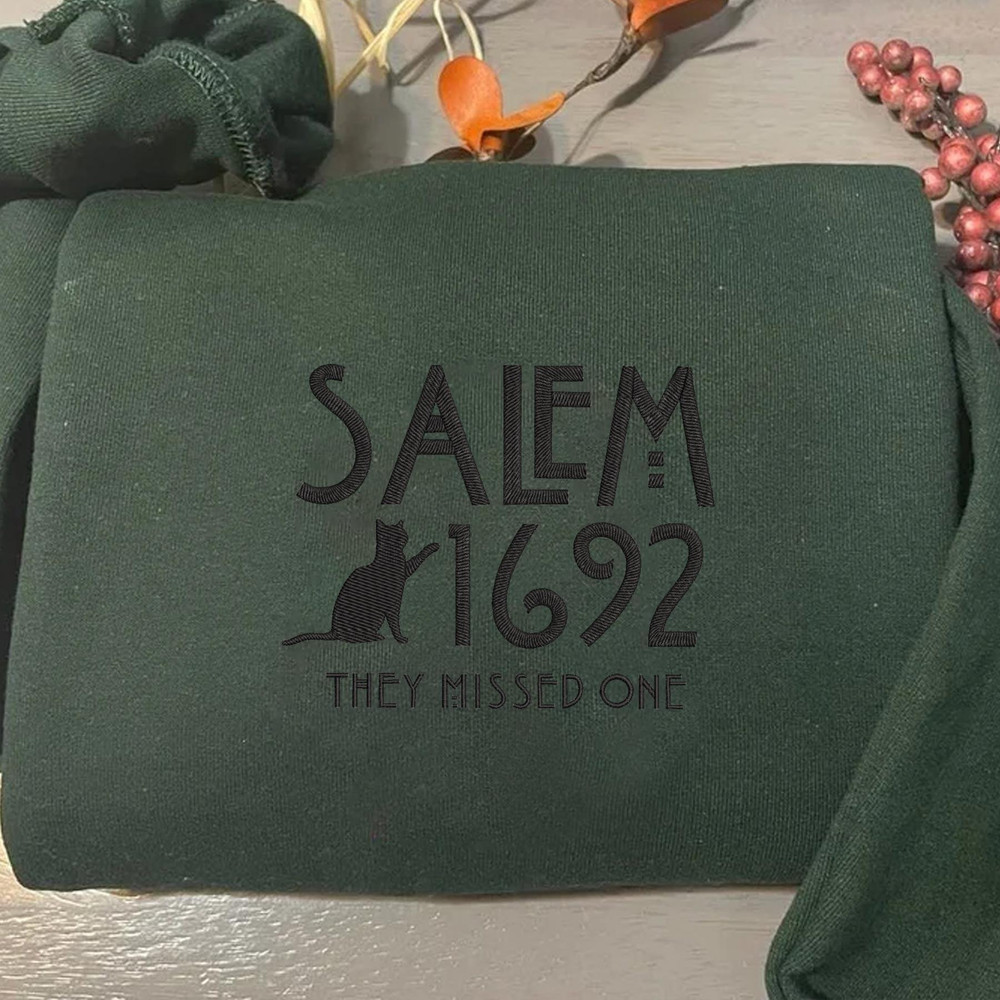 SALEM
1692
THEY MISSED ONE